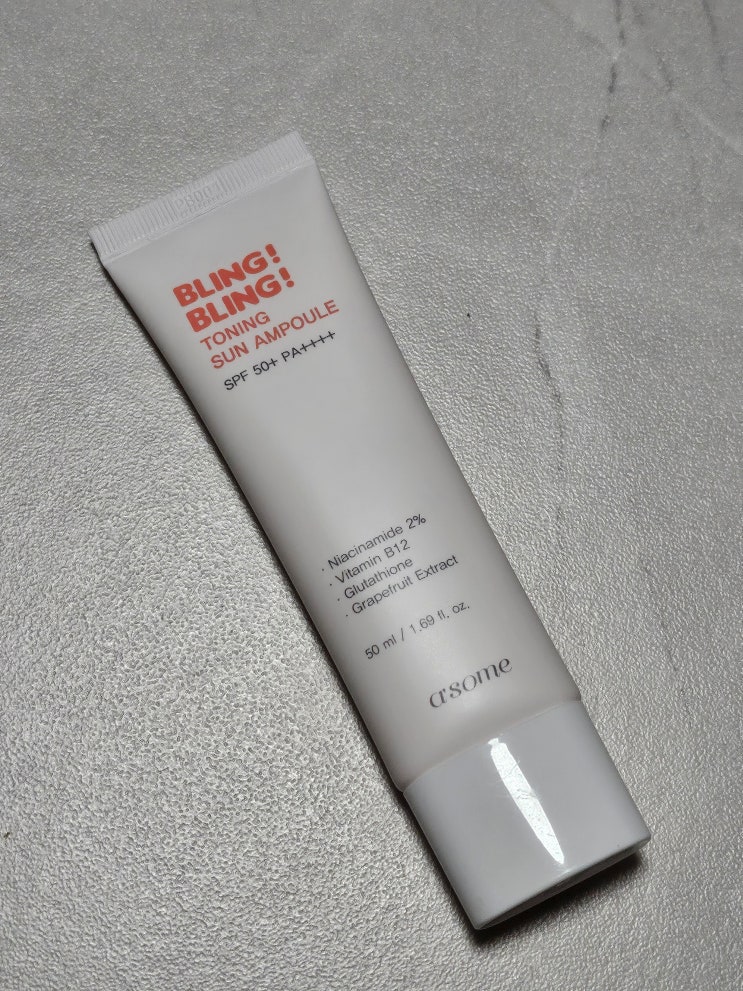 BLING!
BLING!
TONING
SUN AMPOULE
SPF 50+ PA++++
· Niacinamide 2%
· Vitamin B12
· Glutathione
· Grapefruit Extract
50 ml / 1.69 fl. oz.
a'some